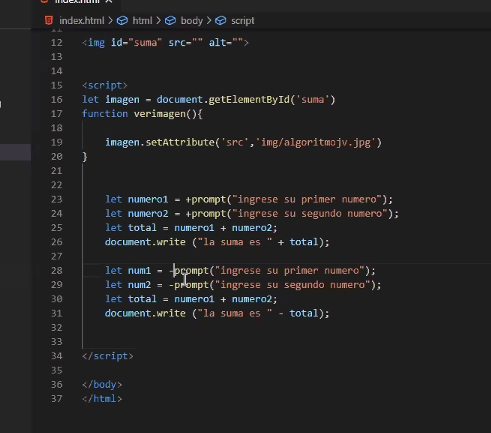 index.html
index.html > html > body > script
11
12 <img id="suma" src="" alt="">
13
14
15 <script>
16 let imagen = document.getElementById('suma')
17 function verimagen(){
18
19 imagen.setAttribute('src','img/algoritmojv.jpg')
20 }
21
22
23 let numero1 = +prompt("ingrese su primer numero");
24 let numero2 = +prompt("ingrese su segundo numero");
25 let total = numero1 + numero2;
26 document.write ("la suma es " + total);
27
28 let num1 = -prompt("ingrese su primer numero");
29 let num2 = -prompt("ingrese su segundo numero");
30 let total = numero1 + numero2;
31 document.write ("la suma es " - total);
32
33
34 </script>
35
36 </body>
37 </html>